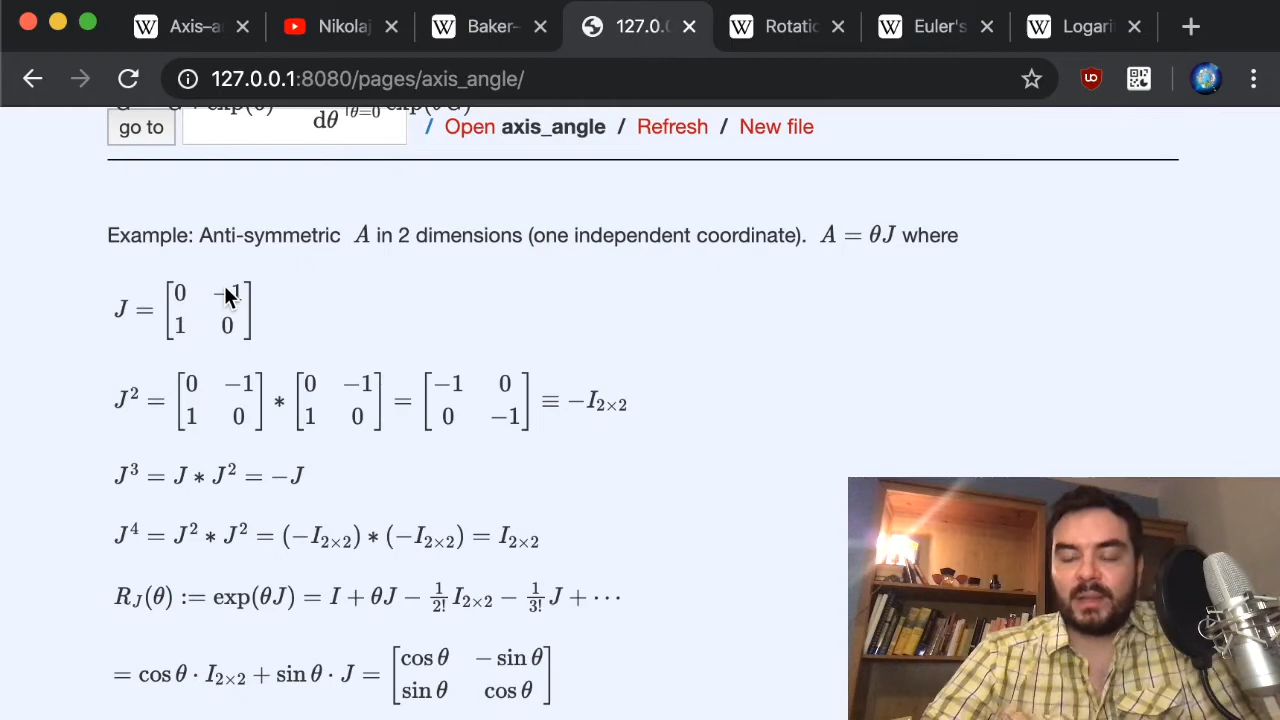 Axis–a Nikolaj Baker- 127.0. Rotatio Euler's Logari
127.0.0.1:8080/pages/axis_angle/
go to dθ |θ=0 / Open axis_angle / Refresh / New file
Example: Anti-symmetric A in 2 dimensions (one independent coordinate). A = θJ where
J = [0 −1
1 0]
J² = [0 −1; 1 0] * [0 −1; 1 0] = [−1 0; 0 −1] ≡ −I₂ₓ₂
J³ = J * J² = −J
J⁴ = J² * J² = (−I₂ₓ₂) * (−I₂ₓ₂) = I₂ₓ₂
R_J(θ) := exp(θJ) = I + θJ − 1/2! I₂ₓ₂ − 1/3! J + ⋯
= cos θ · I₂ₓ₂ + sin θ · J = [cos θ − sin θ; sin θ cos θ]